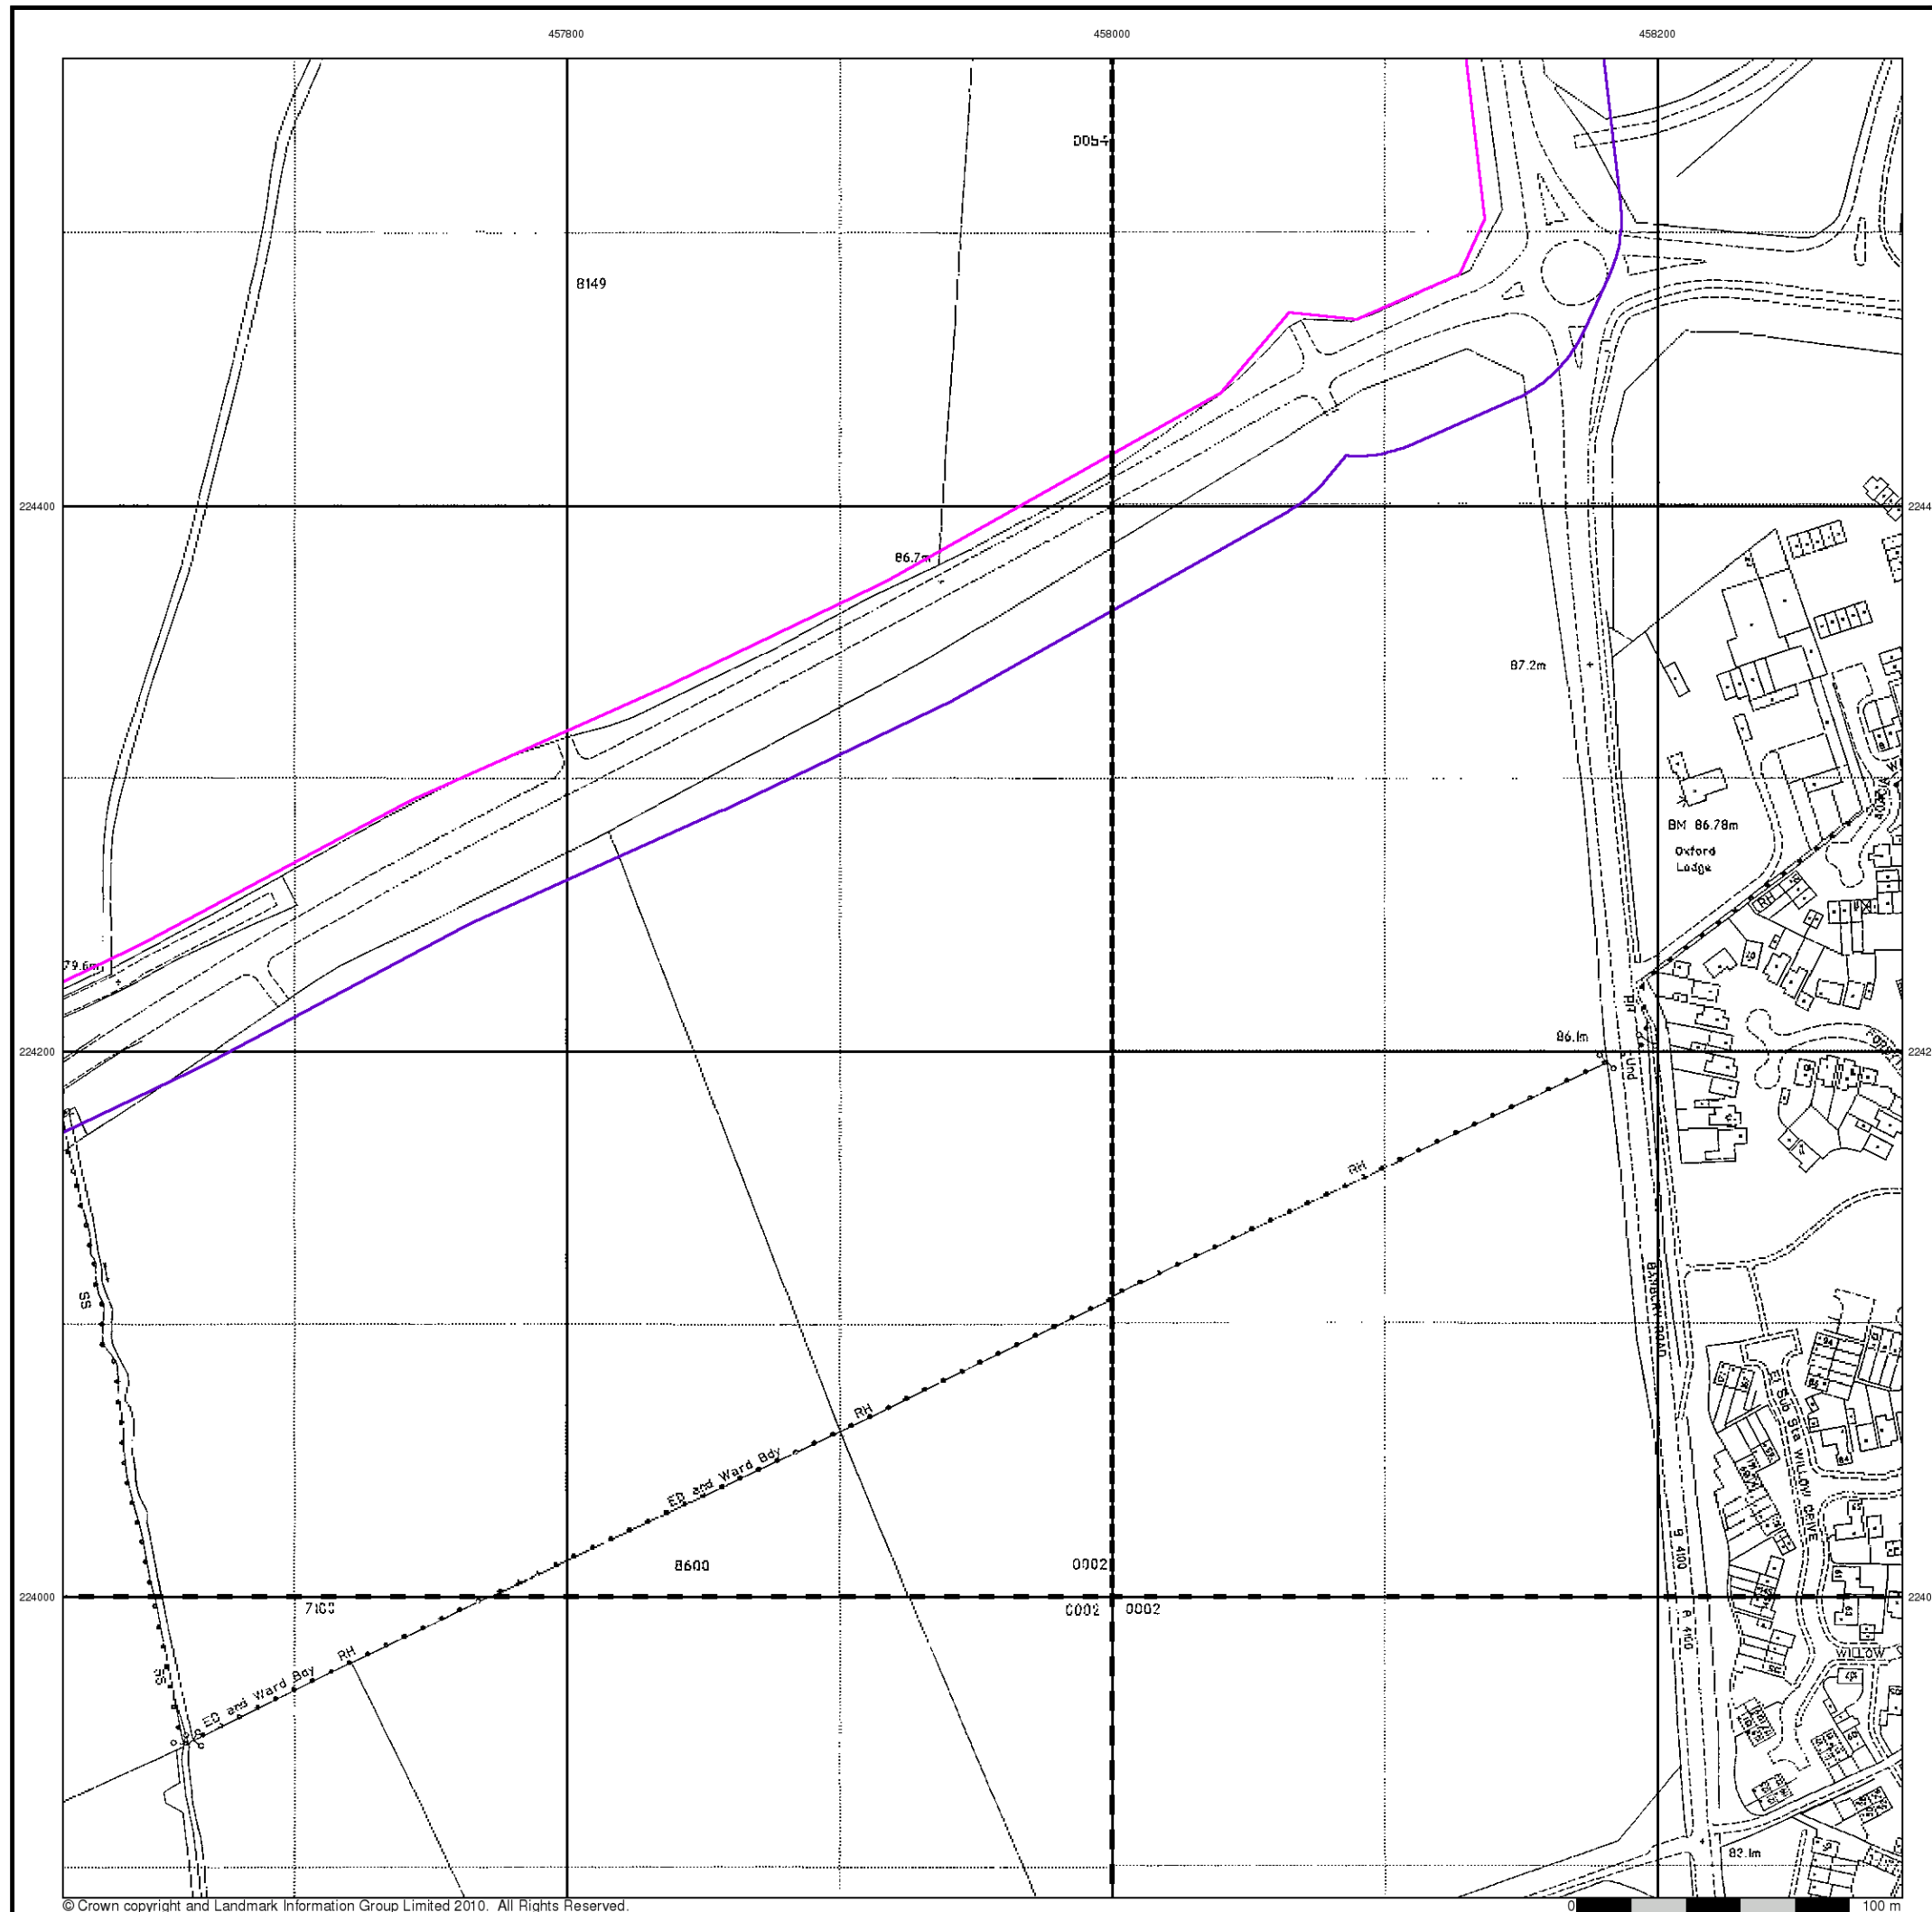 457800
458000
458200
0054
8149
224400
86.7m
87.2m
BM 86.78m
Oxford
Lodge
RH
79.6m
224200
86.1m
RH
Und
RH
SS
BANBURY ROAD
El Sub Sta
WILLOW DRIVE
RH
ED and Ward Bdy
8600
0002
B 4100
224000
0002
0002
RH
SS
ED and Ward Bdy
A 4100
WILLOW
82.1m
© Crown copyright and Landmark Information Group Limited 2010. All Rights Reserved.
0
100 m